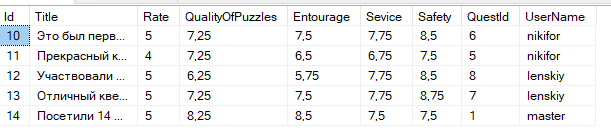 Id Title Rate QualityOfPuzzles Entourage Sevice Safety QuestId UserName
10 Это был перв... 5 7,25 7,5 7,75 8,5 6 nikifor
11 Прекрасный к... 4 7,25 6,5 6,75 7,5 5 nikifor
12 Участвовали ... 5 6,25 5,75 7,75 8,5 8 lenskiy
13 Отличный кве... 5 7,25 7,5 7,75 8,75 7 lenskiy
14 Посетили 14 ... 5 8,25 8,5 7,5 7,5 1 master